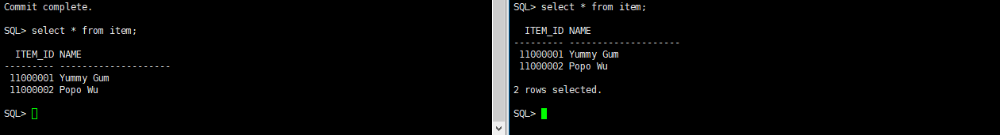 Commit complete.
SQL> select * from item;
ITEM_ID NAME
--------- --------------------
11000001 Yummy Gum
11000002 Popo Wu
SQL>
SQL> select * from item;
ITEM_ID NAME
--------- --------------------
11000001 Yummy Gum
11000002 Popo Wu
2 rows selected.
SQL>